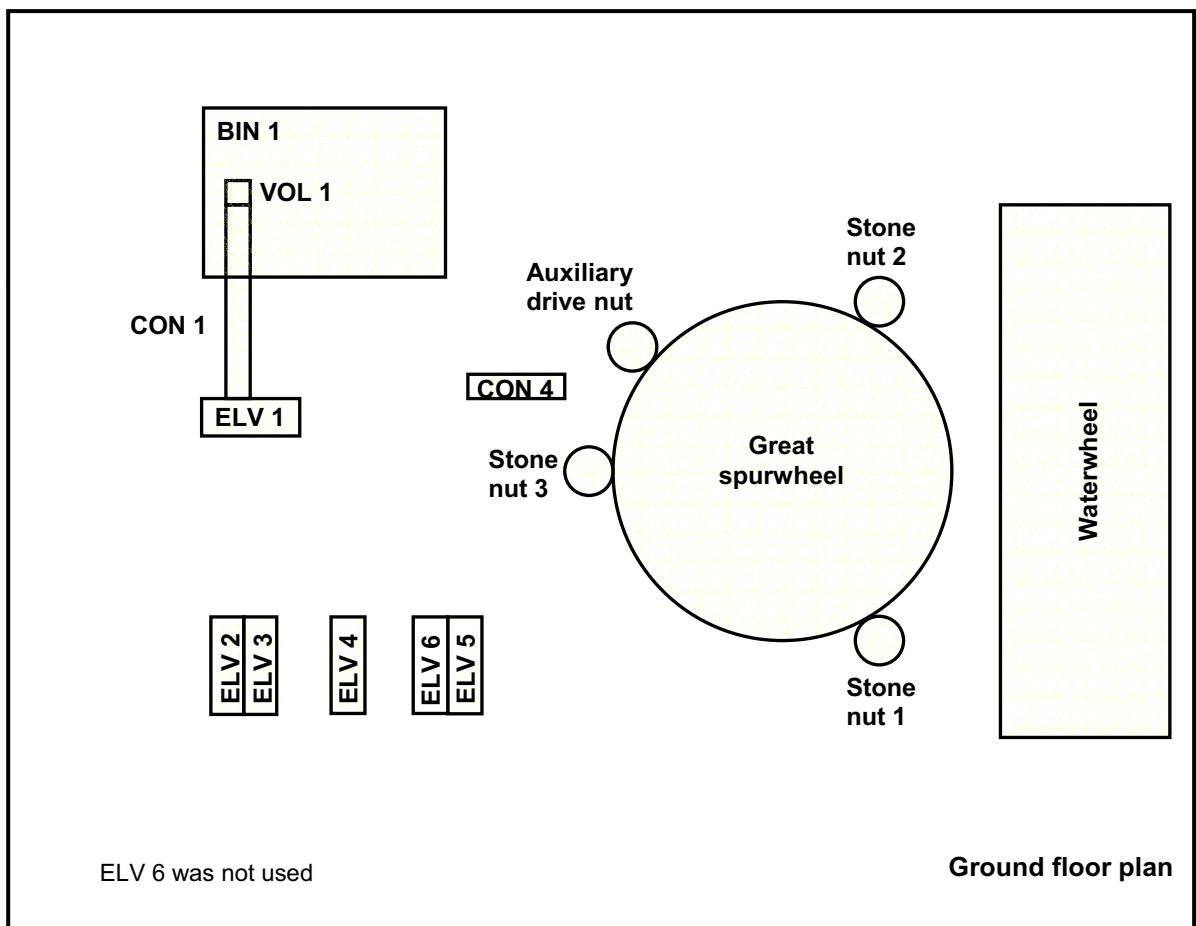 BIN 1
VOL 1
CON 1
ELV 1
Auxiliary
drive nut
Stone
nut 2
CON 4
Stone
nut 3
Great
spurwheel
Waterwheel
ELV 2
ELV 3
ELV 4
ELV 6
ELV 5
Stone
nut 1
ELV 6 was not used
Ground floor plan